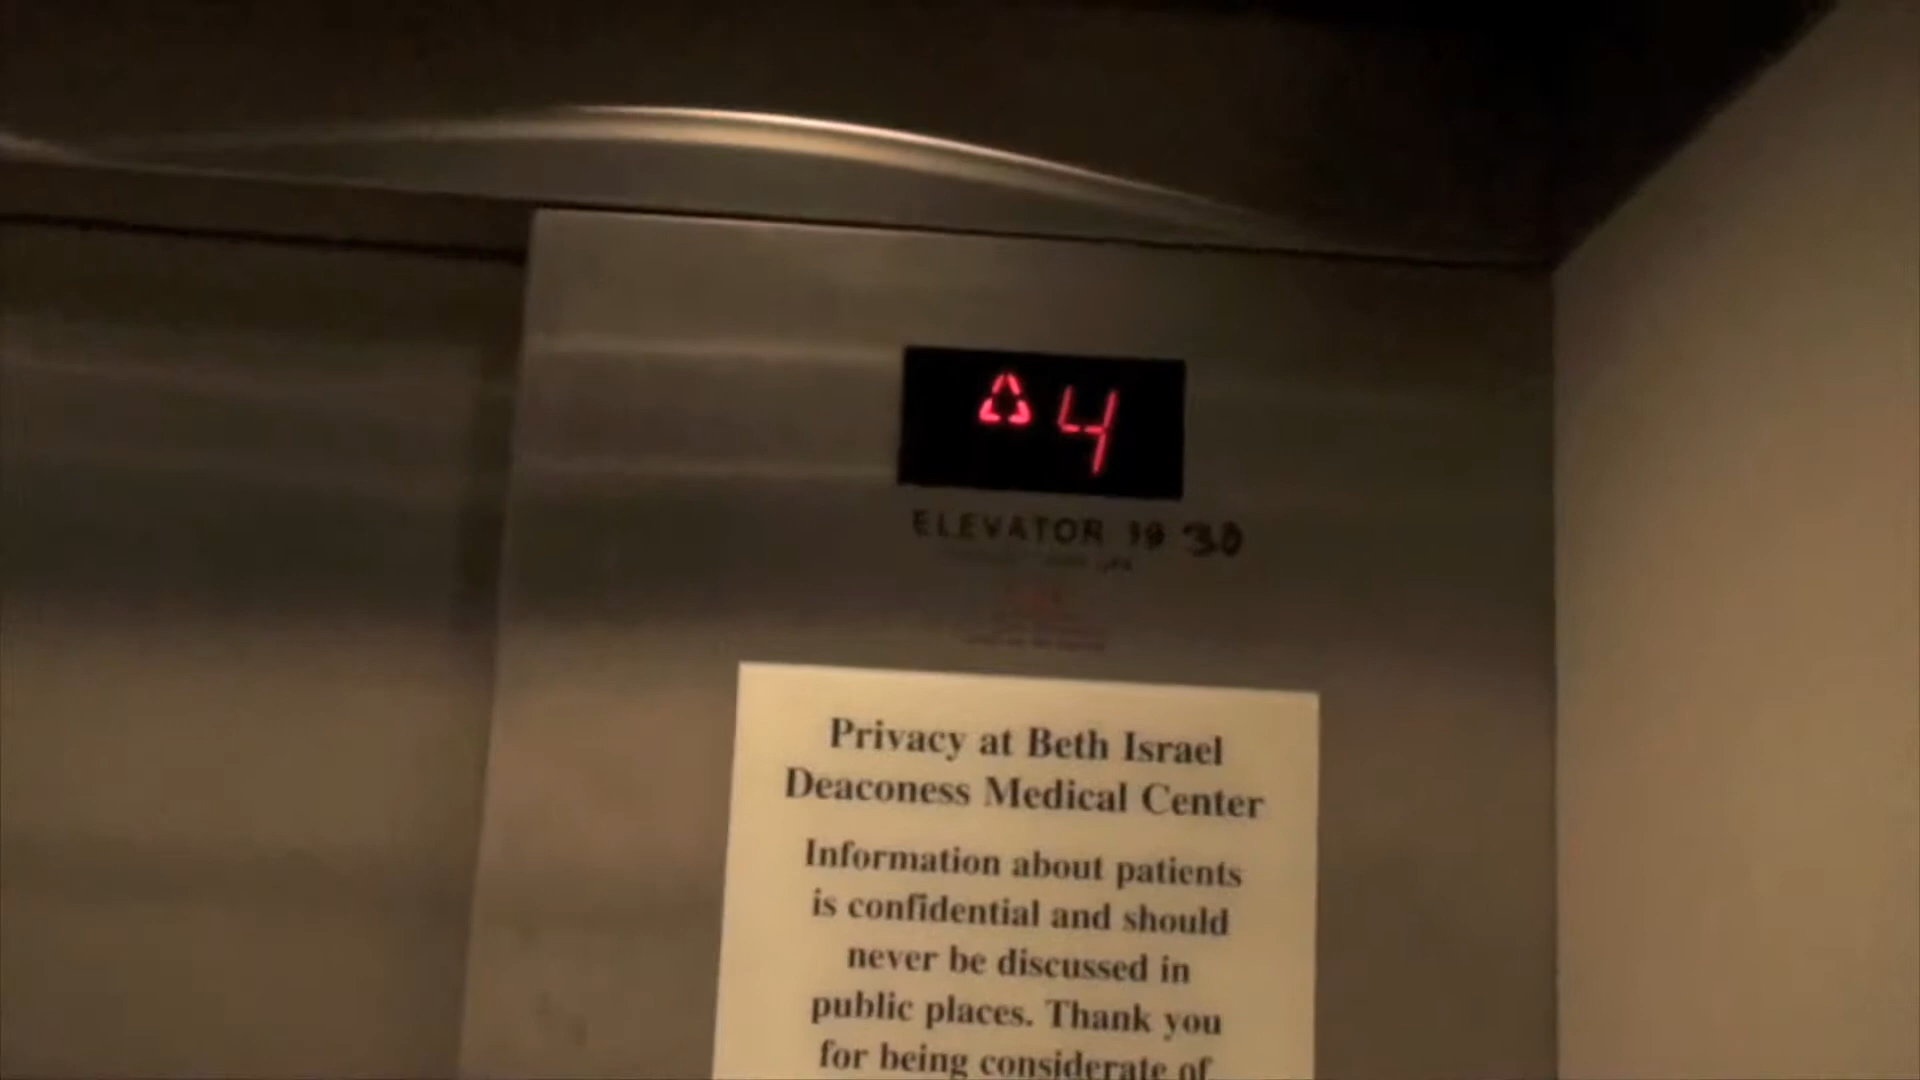 4
ELEVATOR 19 30
Privacy at Beth Israel
Deaconess Medical Center
Information about patients
is confidential and should
never be discussed in
public places. Thank you
for being considerate of